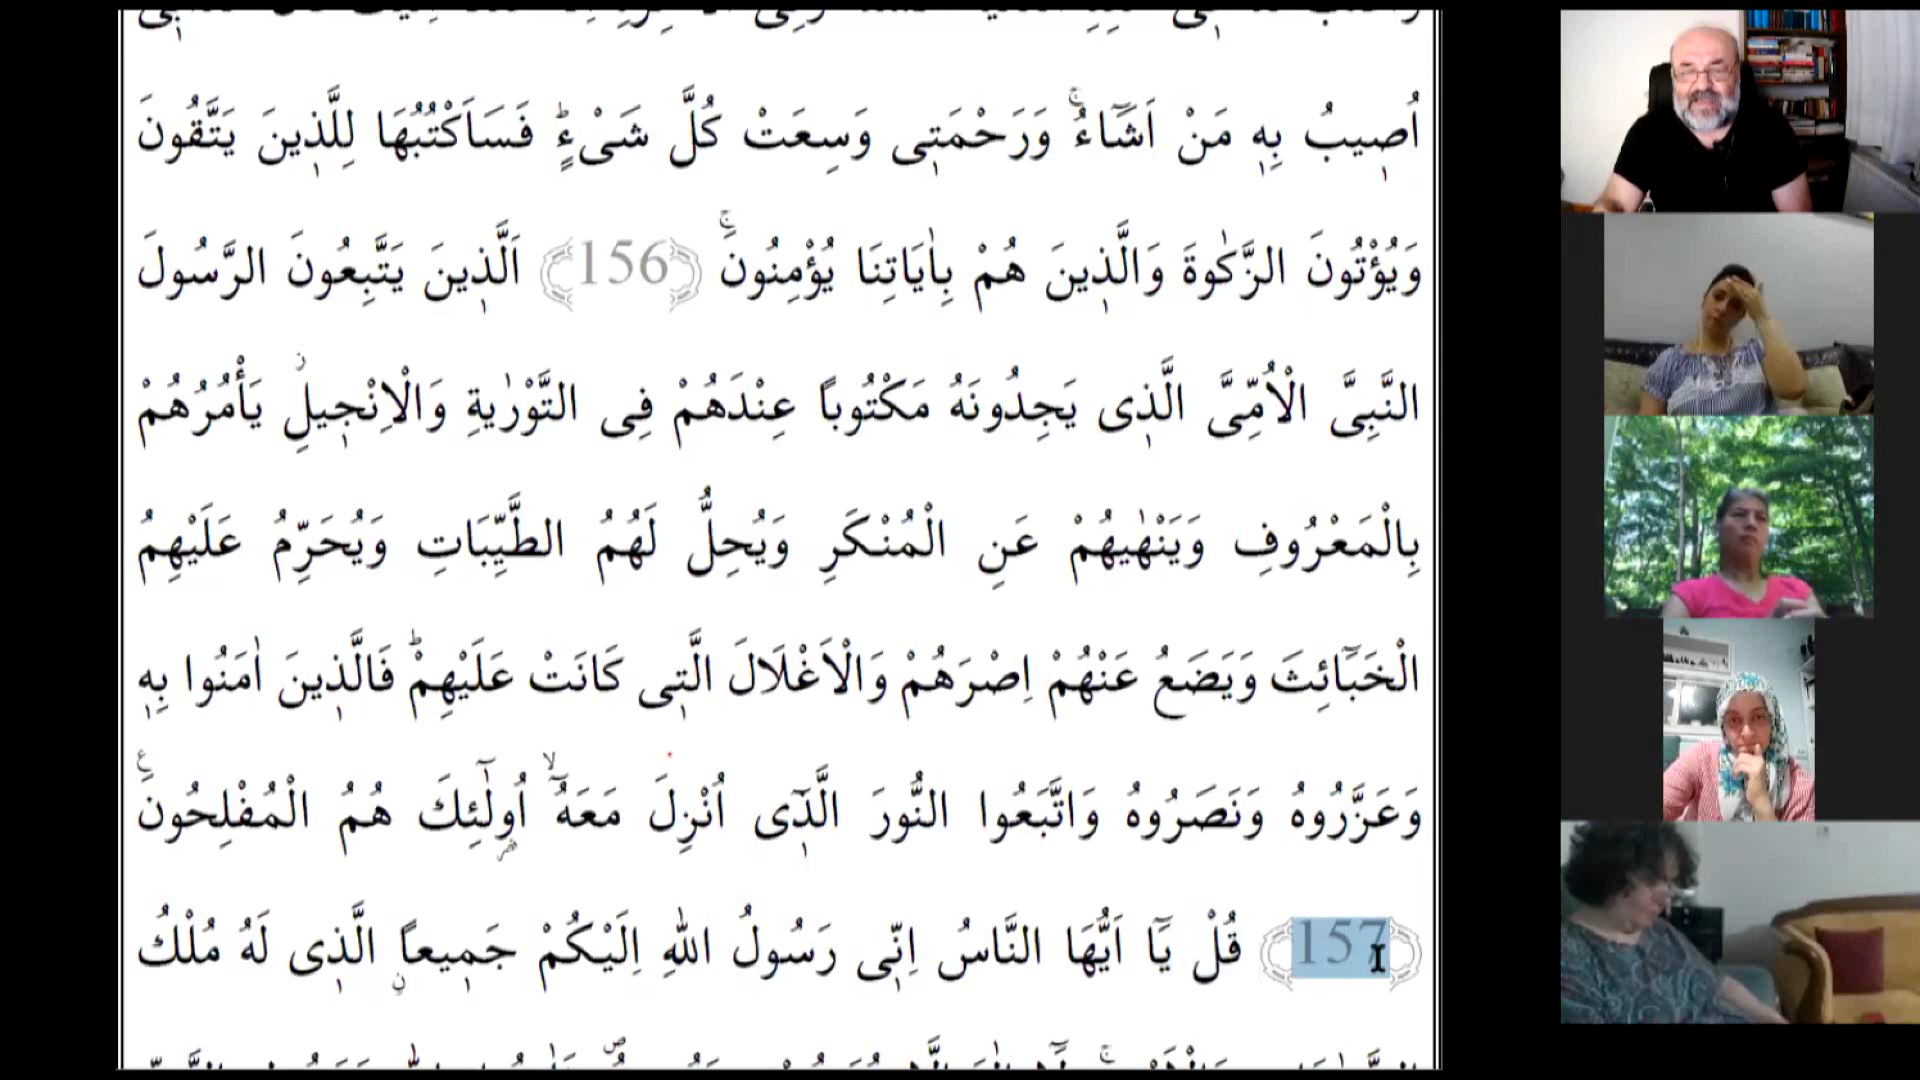 اُصٖيبُ بِهٖ مَنْ اَشَٓاءُۚ وَرَحْمَتٖى وَسِعَتْ كُلَّ شَىْءٍؕ فَسَاَكْتُبُهَا لِلَّذٖينَ يَتَّقُونَ
وَيُؤْتُونَ الزَّكٰوةَ وَالَّذٖينَ هُمْ بِاٰيَاتِنَا يُؤْمِنُونَۚ ﴿156﴾ اَلَّذٖينَ يَتَّبِعُونَ الرَّسُولَ
النَّبِىَّ الْاُمِّىَّ الَّذٖى يَجِدُونَهُ مَكْتُوباً عِنْدَهُمْ فِى التَّوْرٰيةِ وَالْاِنْجٖيلِؗ يَأْمُرُهُمْ
بِالْمَعْرُوفِ وَيَنْهٰيهُمْ عَنِ الْمُنْكَرِ وَيُحِلُّ لَهُمُ الطَّيِّبَاتِ وَيُحَرِّمُ عَلَيْهِمُ
الْخَبَٓائِثَ وَيَضَعُ عَنْهُمْ اِصْرَهُمْ وَالْاَغْلَالَ الَّتٖى كَانَتْ عَلَيْهِمْؕ فَالَّذٖينَ اٰمَنُوا بِهٖ
وَعَزَّرُوهُ وَنَصَرُوهُ وَاتَّبَعُوا النُّورَ الَّذٖٓى اُنْزِلَ مَعَهُٓۙ اُو۬لٰٓئِكَ هُمُ الْمُفْلِحُونَࣖ
﴿157﴾ قُلْ يَٓا اَيُّهَا النَّاسُ اِنّٖى رَسُولُ اللّٰهِ اِلَيْكُمْ جَمٖيعاًۨ الَّذٖى لَهُ مُلْكُ